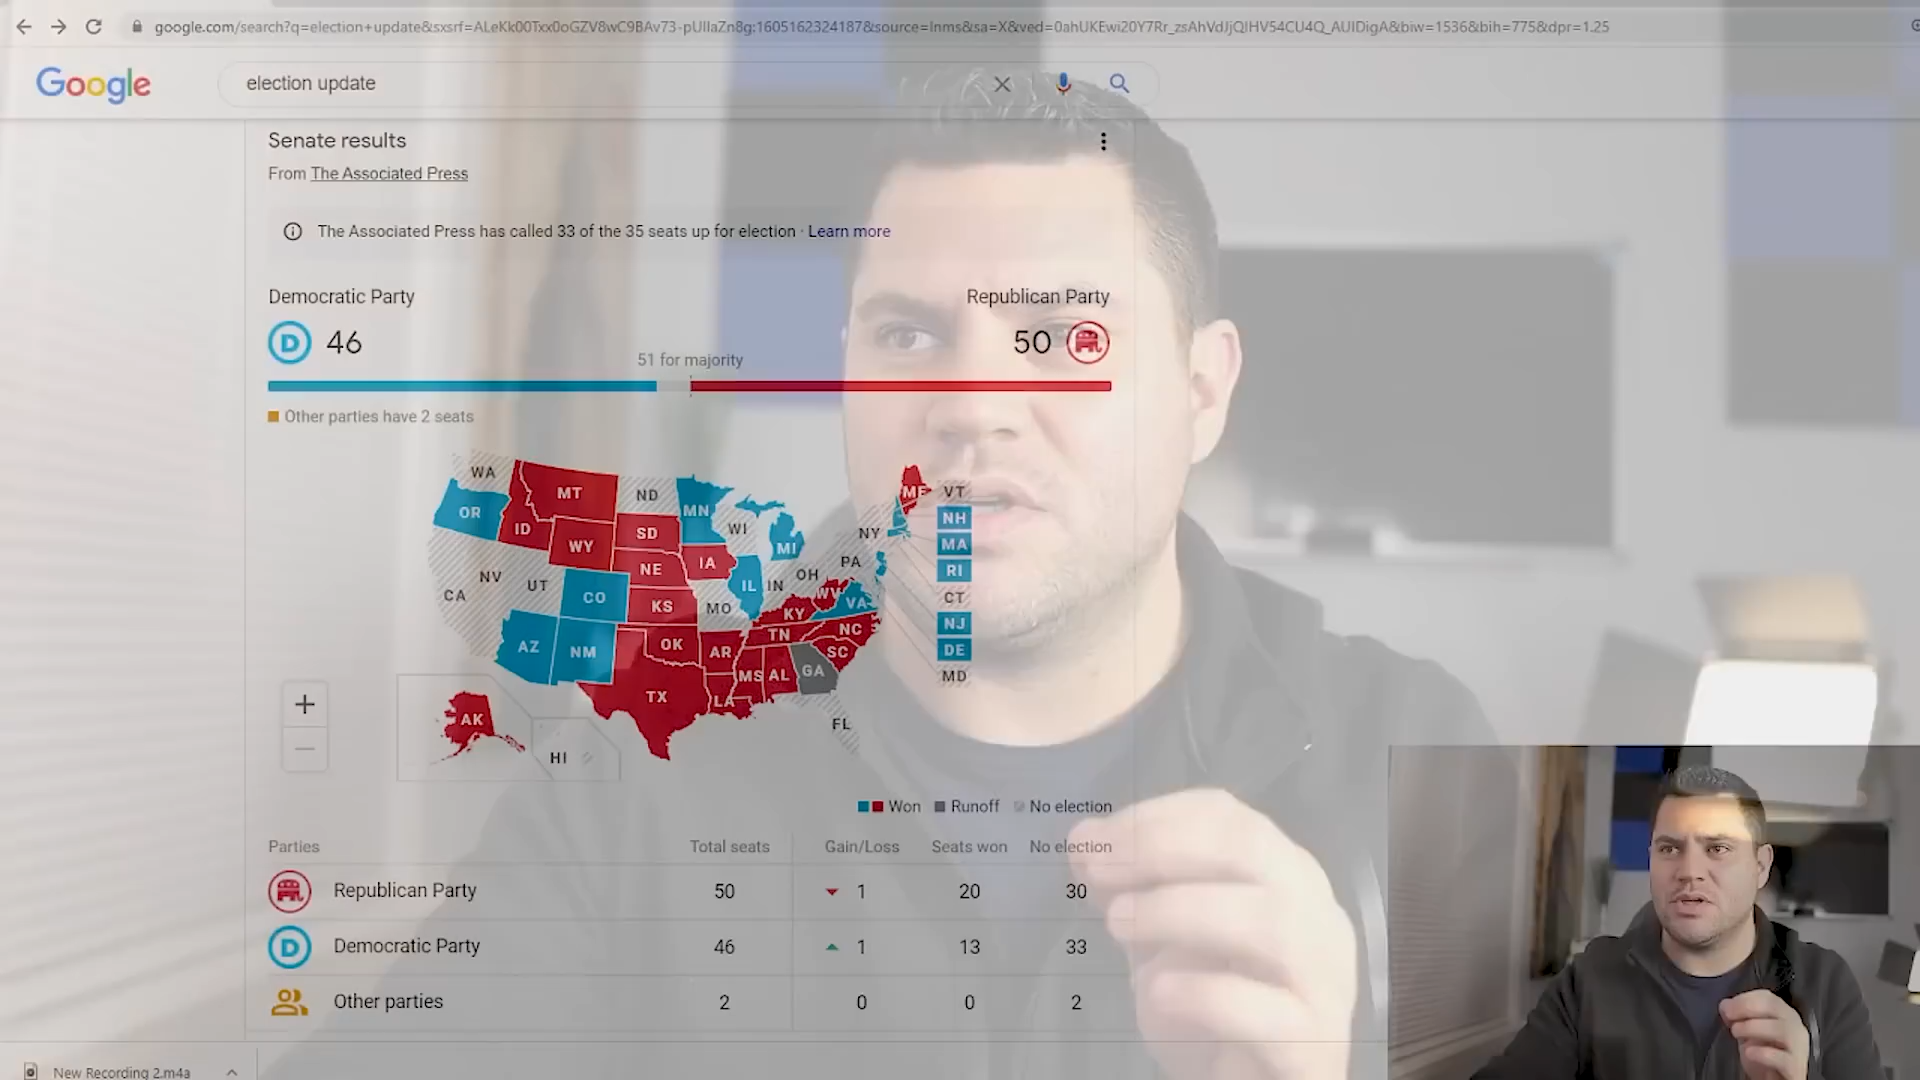 google.com/search?q=election+update&sxsrf=ALeKk00Txx0oGZV8wC9BAv73-pUIlaZn8g:1605162324187&source=lnms&sa=X&ved=0ahUKEwi20Y7Rr_zsAhVdJjQIHV54CU4Q_AUIDigA&biw=1536&bih=775&dpr=1.25
Google
election update
Senate results
From The Associated Press
The Associated Press has called 33 of the 35 seats up for election · Learn more
Democratic Party
Republican Party
D 46
50
51 for majority
Other parties have 2 seats
WA
MT
ND
ME
VT
OR
MN
NH
ID
SD
WI
NY
WY
MI
MA
NE
IA
PA
RI
NV
UT
OH
IL
IN
CA
CO
CT
KS
MO
WV
VA
KY
NJ
NC
TN
AZ
NM
OK
AR
SC
DE
MS
AL
GA
MD
TX
LA
AK
FL
HI
+
−
Won
Runoff
No election
Parties Total seats Gain/Loss Seats won No election
Republican Party 50 1 20 30
D Democratic Party 46 1 13 33
Other parties 2 0 0 2
New Recording 2.m4a